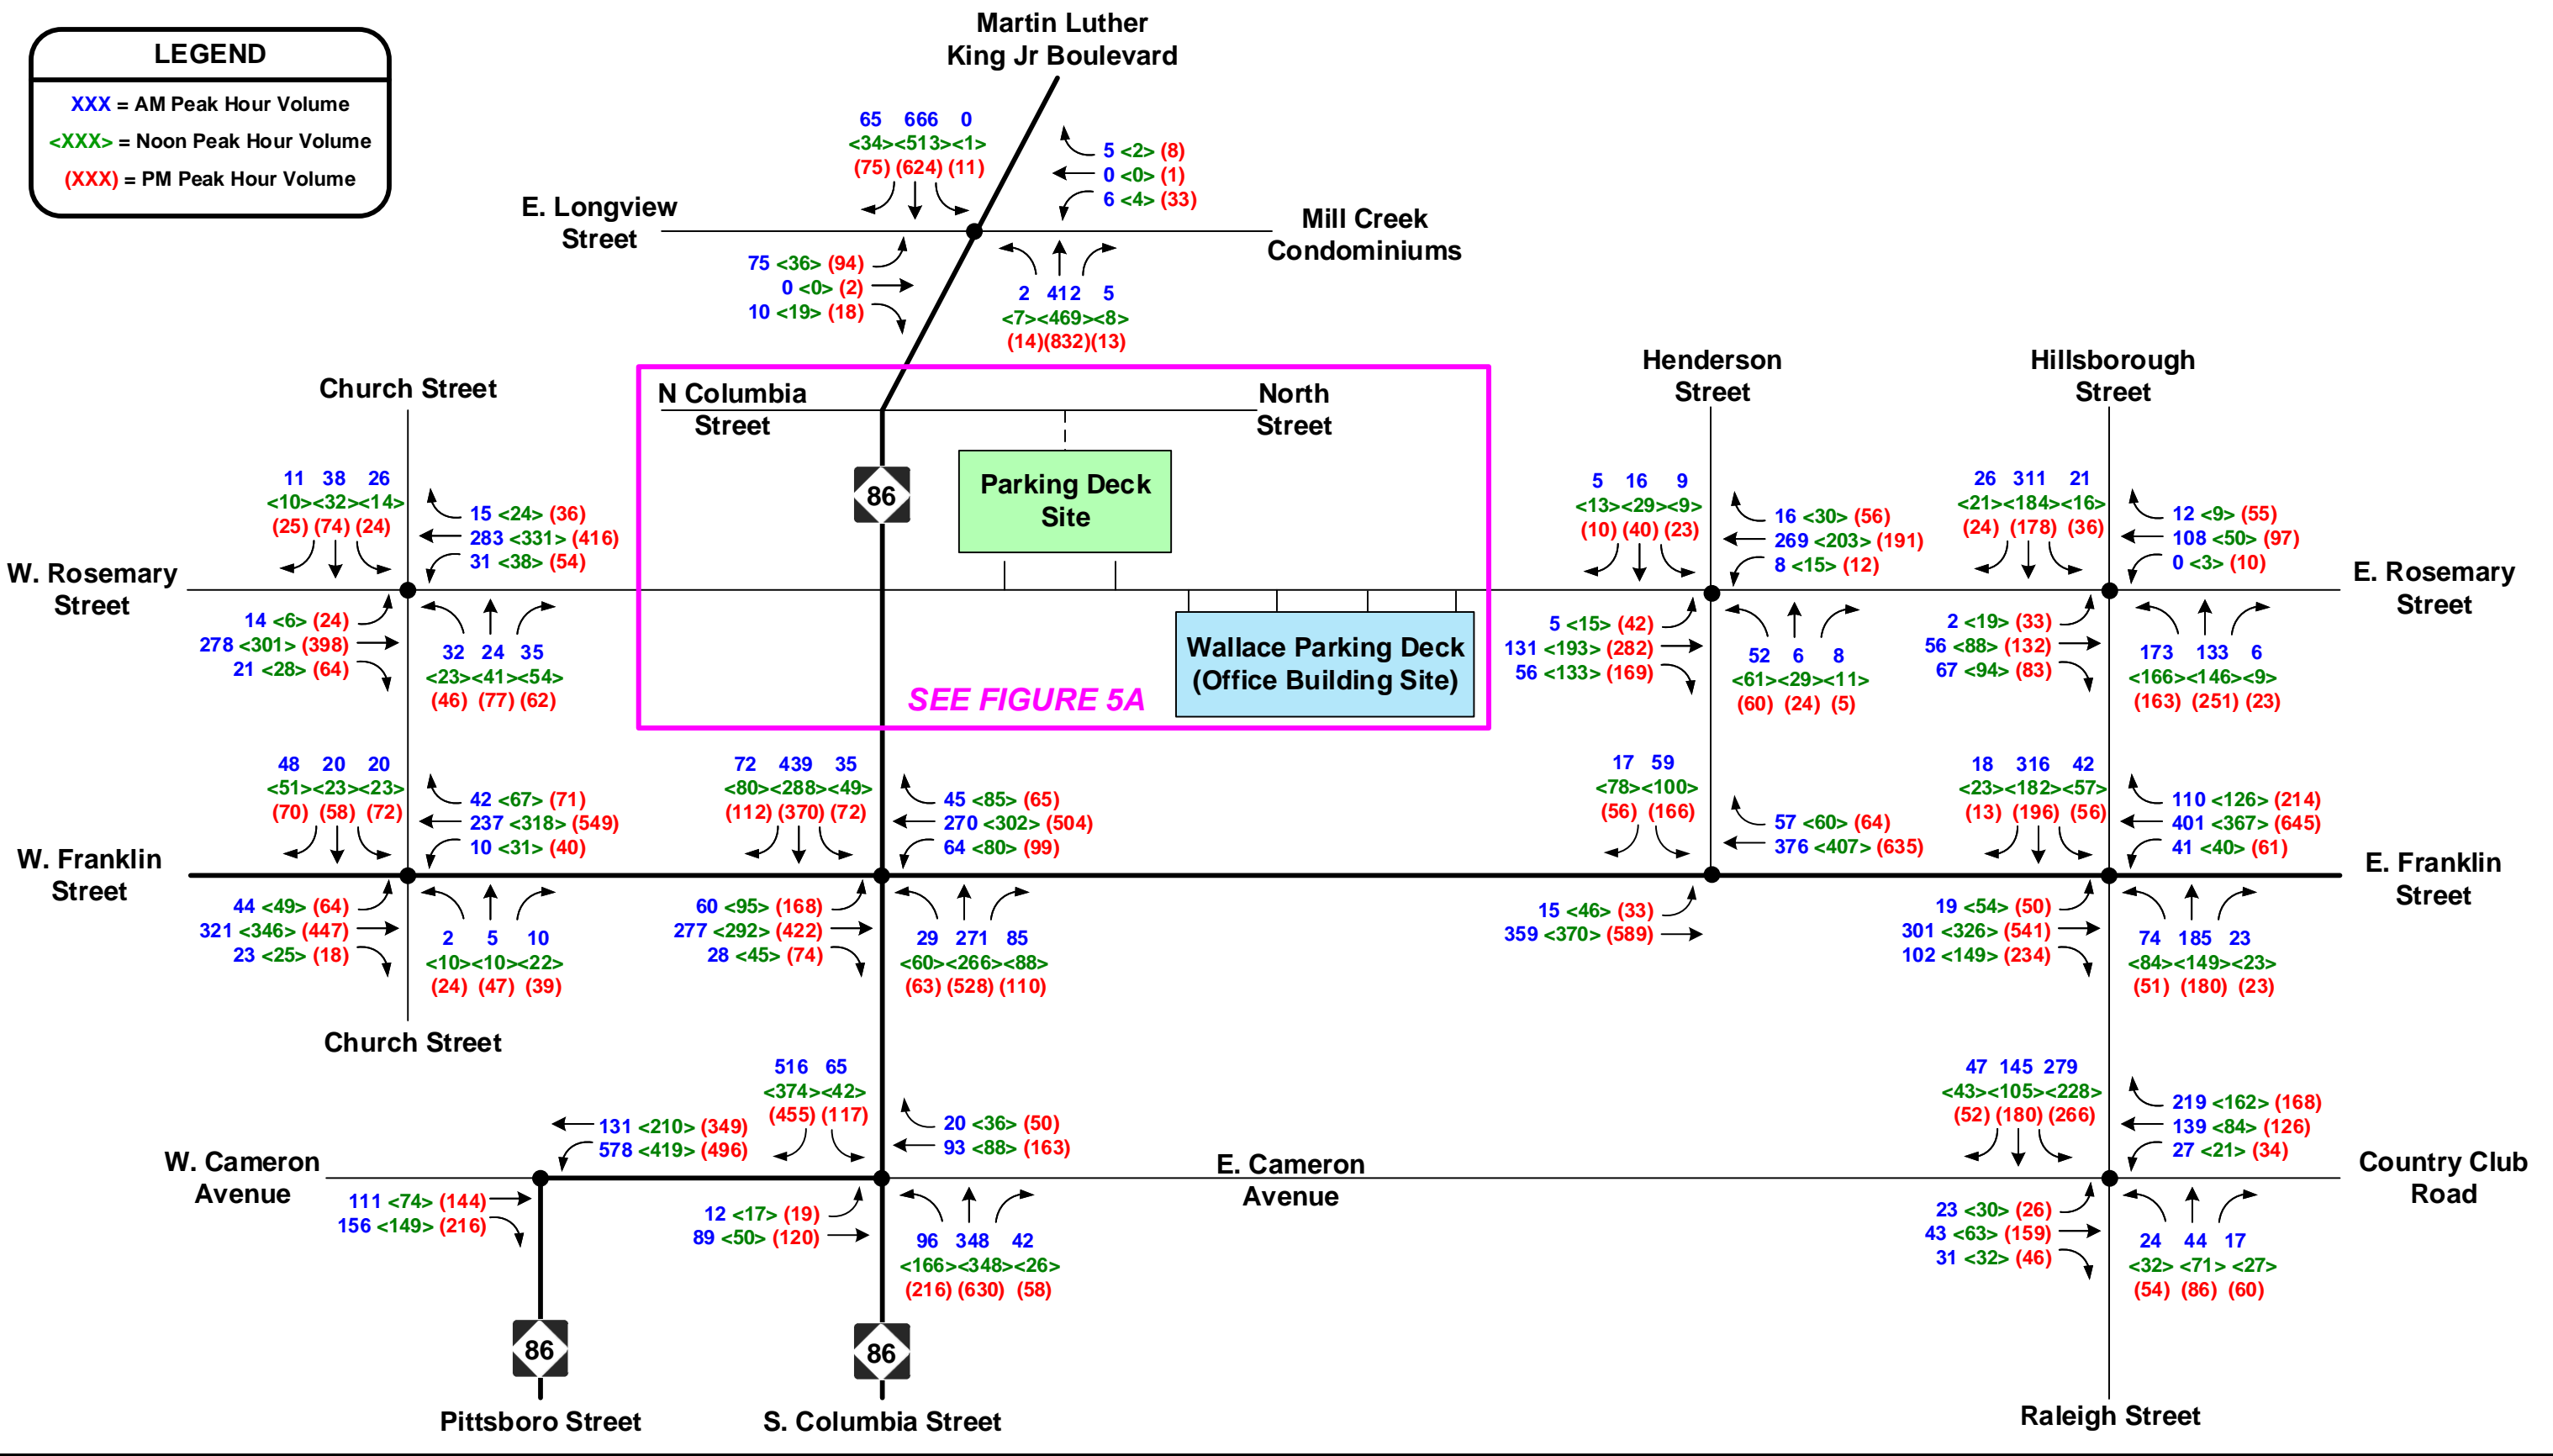 Martin Luther
King Jr Boulevard
LEGEND
XXX = AM Peak Hour Volume
<XXX> = Noon Peak Hour Volume
(XXX) = PM Peak Hour Volume
65 666 0
<34><513><1>
(75) (624) (11)
5 <2> (8)
0 <0> (1)
6 <4> (33)
E. Longview
Street
Mill Creek
Condominiums
75 <36> (94)
0 <0> (2)
10 <19> (18)
2 412 5
<7><469><8>
(14)(832)(13)
Church Street
N Columbia
Street
North
Street
Henderson
Street
Hillsborough
Street
86
Parking Deck
Site
11 38 26
<10><32><14>
(25) (74) (24)
15 <24> (36)
283 <331> (416)
31 <38> (54)
5 16 9
<13><29><9>
(10) (40) (23)
16 <30> (56)
269 <203> (191)
8 <15> (12)
26 311 21
<21><184><16>
(24) (178) (36)
12 <9> (55)
108 <50> (97)
0 <3> (10)
W. Rosemary
Street
E. Rosemary
Street
14 <6> (24)
278 <301> (398)
21 <28> (64)
32 24 35
<23><41><54>
(46) (77) (62)
SEE FIGURE 5A
Wallace Parking Deck
(Office Building Site)
5 <15> (42)
131 <193> (282)
56 <133> (169)
52 6 8
<61><29><11>
(60) (24) (5)
2 <19> (33)
56 <88> (132)
67 <94> (83)
173 133 6
<166><146><9>
(163) (251) (23)
48 20 20
<51><23><23>
(70) (58) (72)
42 <67> (71)
237 <318> (549)
10 <31> (40)
72 439 35
<80><288><49>
(112) (370) (72)
45 <85> (65)
270 <302> (504)
64 <80> (99)
17 59
<78><100>
(56) (166)
57 <60> (64)
376 <407> (635)
18 316 42
<23><182><57>
(13) (196) (56)
110 <126> (214)
401 <367> (645)
41 <40> (61)
W. Franklin
Street
E. Franklin
Street
44 <49> (64)
321 <346> (447)
23 <25> (18)
2 5 10
<10><10><22>
(24) (47) (39)
60 <95> (168)
277 <292> (422)
28 <45> (74)
29 271 85
<60><266><88>
(63) (528) (110)
15 <46> (33)
359 <370> (589)
19 <54> (50)
301 <326> (541)
102 <149> (234)
74 185 23
<84><149><23>
(51) (180) (23)
Church Street
516 65
<374><42>
(455) (117)
131 <210> (349)
578 <419> (496)
20 <36> (50)
93 <88> (163)
47 145 279
<43><105><228>
(52) (180) (266)
219 <162> (168)
139 <84> (126)
27 <21> (34)
W. Cameron
Avenue
E. Cameron
Avenue
Country Club
Road
111 <74> (144)
156 <149> (216)
12 <17> (19)
89 <50> (120)
96 348 42
<166><348><26>
(216) (630) (58)
23 <30> (26)
43 <63> (159)
31 <32> (46)
24 44 17
<32> <71> <27>
(54) (86) (60)
86
86
Pittsboro Street
S. Columbia Street
Raleigh Street